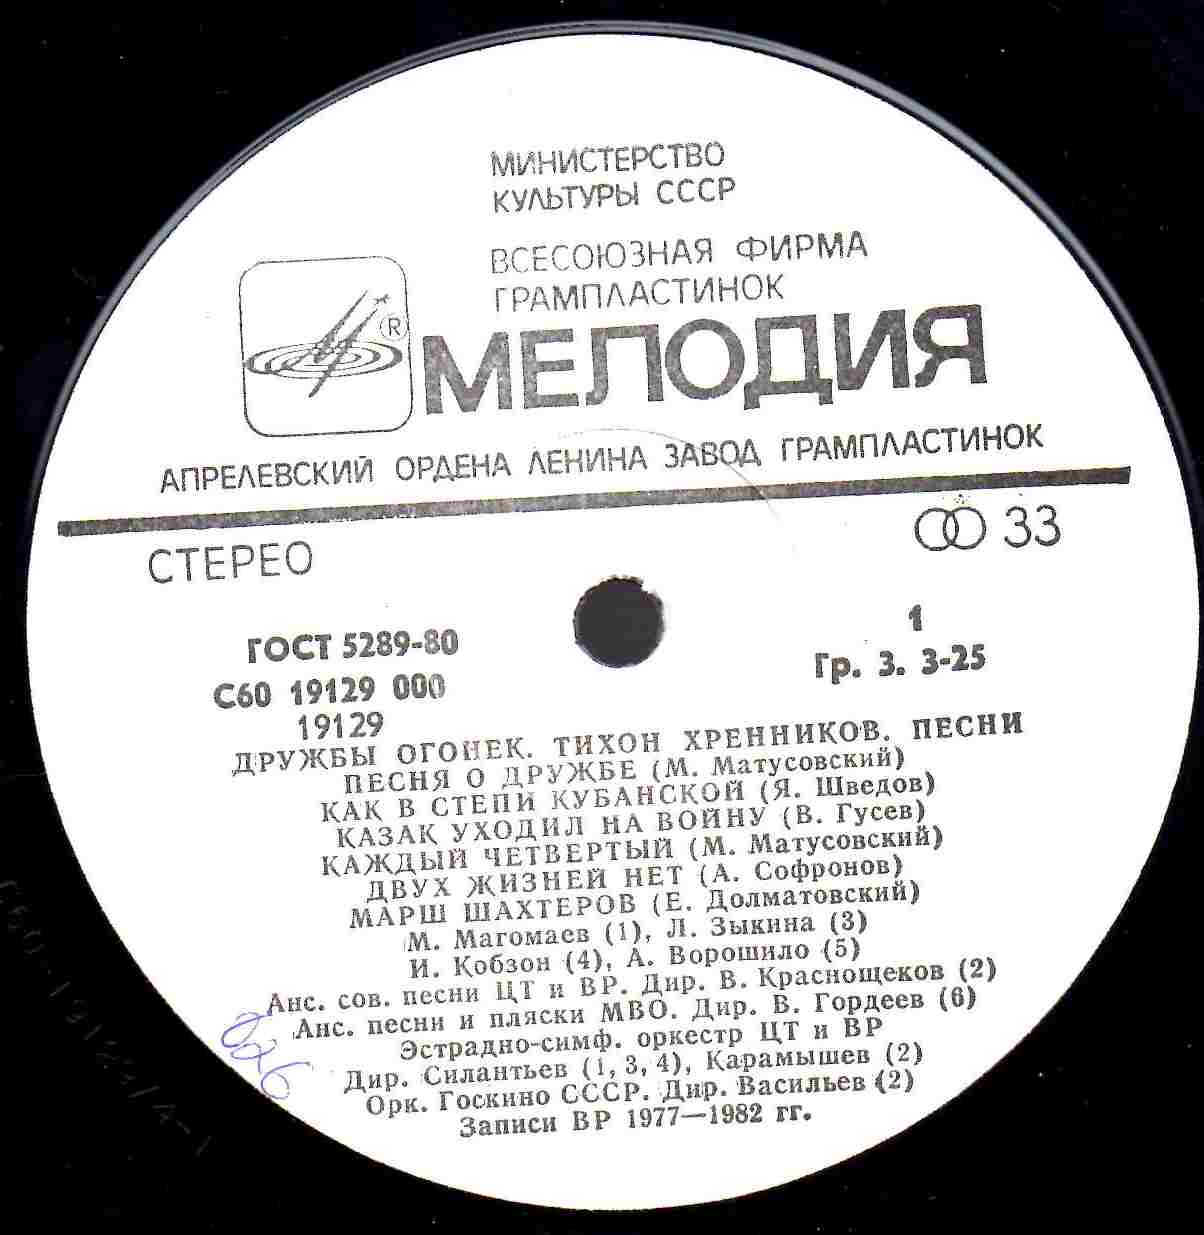 МИНИСТЕРСТВО
КУЛЬТУРЫ СССР
ВСЕСОЮЗНАЯ ФИРМА
ГРАМПЛАСТИНОК
МЕЛОДИЯ
®
АПРЕЛЕВСКИЙ ОРДЕНА ЛЕНИНА ЗАВОД ГРАМПЛАСТИНОК
СТЕРЕО
33
ГОСТ 5289-80
1
С60 19129 000
Гр. 3. 3-25
19129
ДРУЖБЫ ОГОНЕК. ТИХОН ХРЕННИКОВ. ПЕСНИ
ПЕСНЯ О ДРУЖБЕ (М. Матусовский)
КАК В СТЕПИ КУБАНСКОЙ (Я. Шведов)
КАЗАК УХОДИЛ НА ВОЙНУ (В. Гусев)
КАЖДЫЙ ЧЕТВЕРТЫЙ (М. Матусовский)
ДВУХ ЖИЗНЕЙ НЕТ (А. Софронов)
МАРШ ШАХТЕРОВ (Е. Долматовский)
М. Магомаев (1), Л. Зыкина (3)
И. Кобзон (4), А. Ворошило (5)
Анс. сов. песни ЦТ и ВР. Дир. В. Краснощеков (2)
Анс. песни и пляски МВО. Дир. В. Гордеев (6)
Эстрадно-симф. оркестр ЦТ и ВР
Дир. Силантьев (1, 3, 4), Карамышев (2)
Орк. Госкино СССР. Дир. Васильев (2)
Записи ВР 1977—1982 гг.